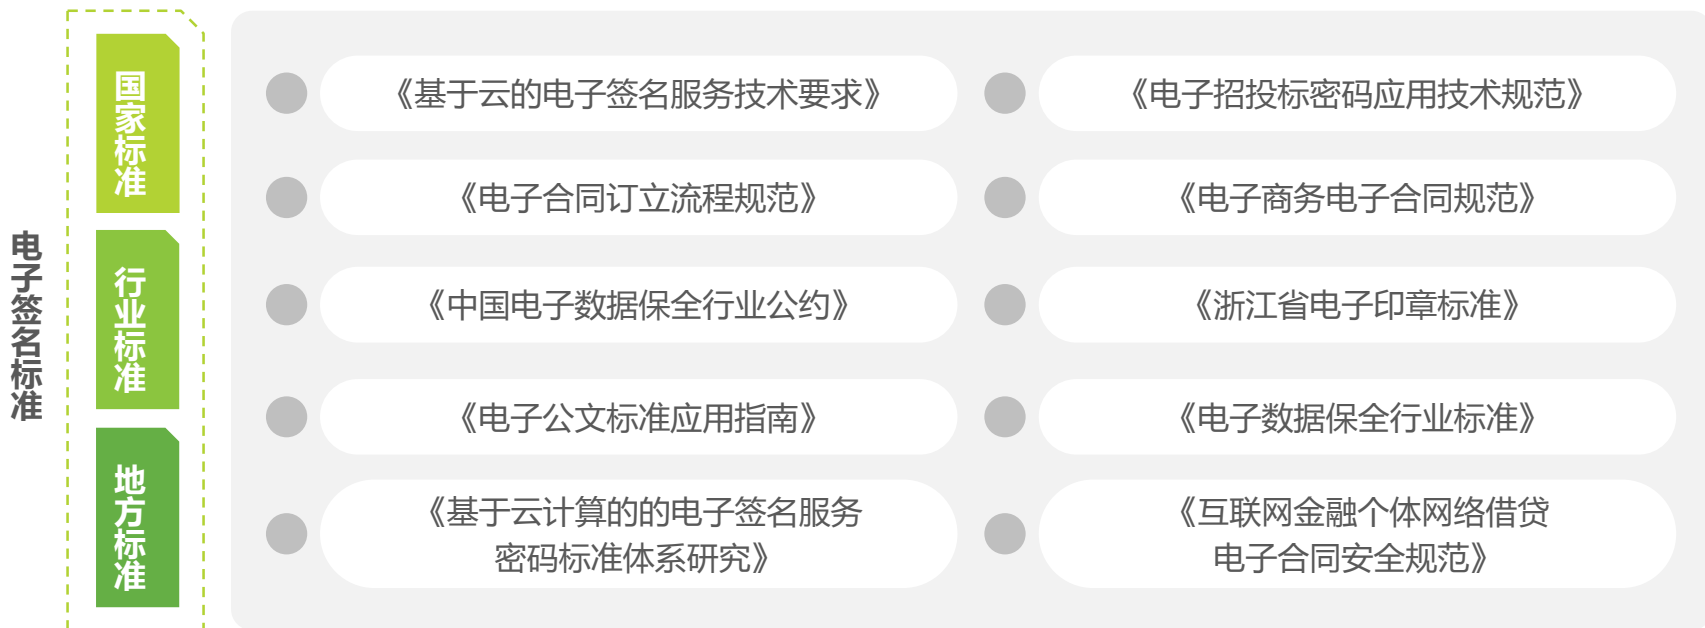 电子签名标准
国家标准
行业标准
地方标准
《基于云的电子签名服务技术要求》
《电子招投标密码应用技术规范》
《电子合同订立流程规范》
《电子商务电子合同规范》
《中国电子数据保全行业公约》
《浙江省电子印章标准》
《电子公文标准应用指南》
《电子数据保全行业标准》
《基于云计算的的电子签名服务
密码标准体系研究》
《互联网金融个体网络借贷
电子合同安全规范》